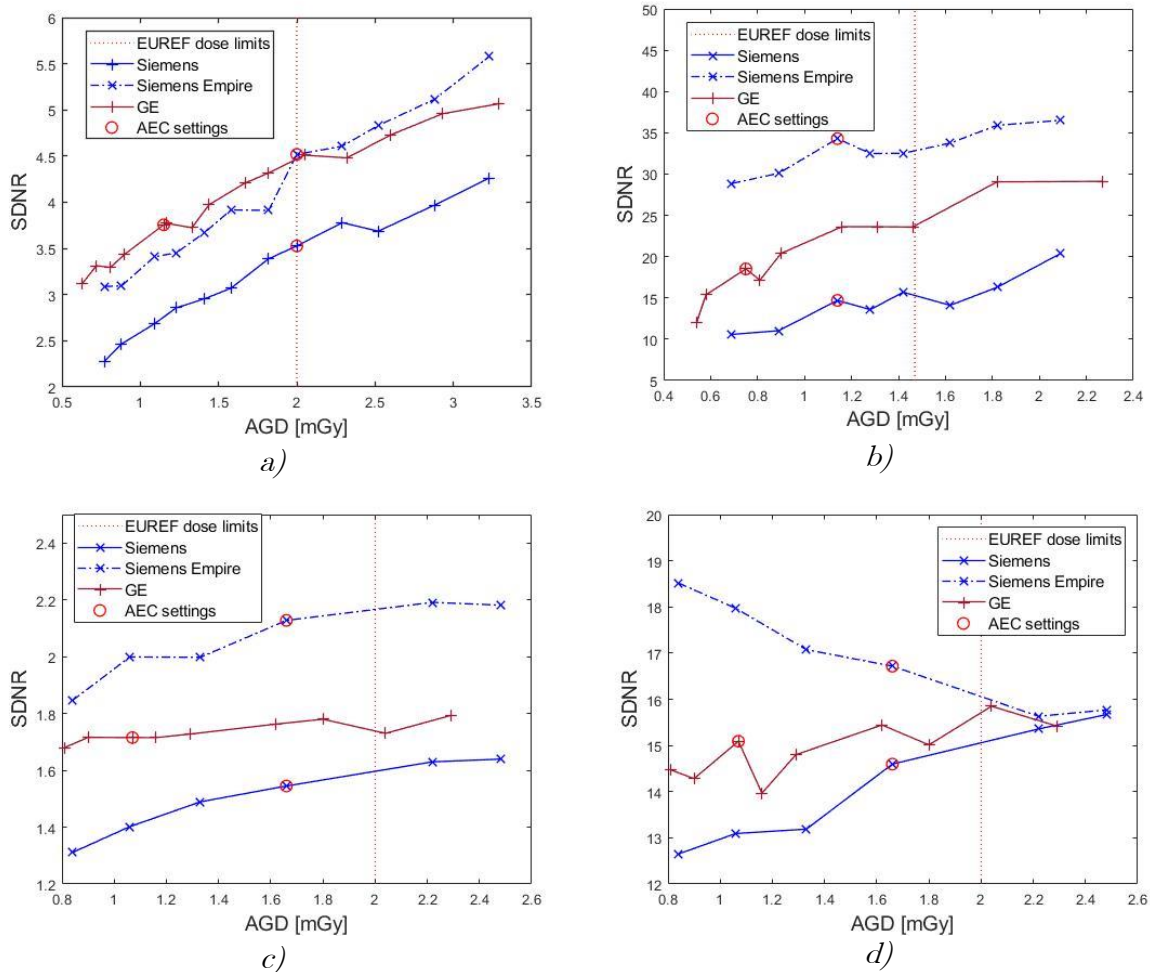 6
5.5
5
4.5
4
3.5
3
2.5
2
SDNR
EUREF dose limits
Siemens
Siemens Empire
GE
AEC settings
0.5 1 1.5 2 2.5 3 3.5
AGD [mGy]
a)
50
45
40
35
30
25
20
15
10
5
SDNR
EUREF dose limits
Siemens
Siemens Empire
GE
AEC settings
0.4 0.6 0.8 1 1.2 1.4 1.6 1.8 2 2.2 2.4
AGD [mGy]
b)
2.4
2.2
2
1.8
1.6
1.4
1.2
SDNR
EUREF dose limits
Siemens
Siemens Empire
GE
AEC settings
0.8 1 1.2 1.4 1.6 1.8 2 2.2 2.4 2.6
AGD [mGy]
c)
20
19
18
17
16
15
14
13
12
SDNR
EUREF dose limits
Siemens
Siemens Empire
GE
AEC settings
0.8 1 1.2 1.4 1.6 1.8 2 2.2 2.4 2.6
AGD [mGy]
d)